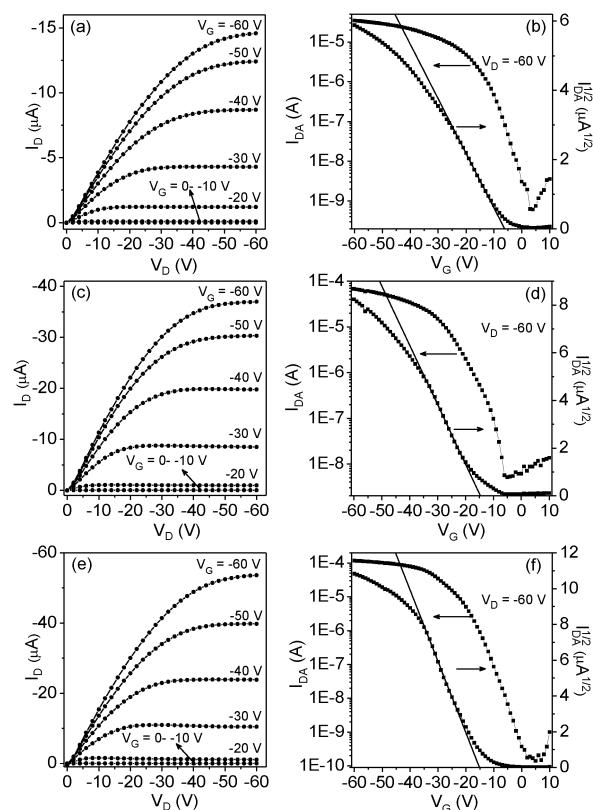 (a)
V_G = -60 V
-50 V
-40 V
-30 V
V_G = 0- -10 V
-20 V
-15
-10
-5
0
0 -10 -20 -30 -40 -50 -60
I_D (µA)
V_D (V)
(b)
V_D = -60 V
1E-5
1E-6
1E-7
1E-8
1E-9
6
4
2
0
-60 -50 -40 -30 -20 -10 0 10
I_DA (A)
I_DA^1/2 (µA^1/2)
V_G (V)
(c)
V_G = -60 V
-50 V
-40 V
-30 V
V_G = 0- -10 V
-20 V
-40
-30
-20
-10
0
0 -10 -20 -30 -40 -50 -60
I_D (µA)
V_D (V)
(d)
V_D = -60 V
1E-4
1E-5
1E-6
1E-7
1E-8
8
6
4
2
0
-60 -50 -40 -30 -20 -10 0 10
I_DA (A)
I_DA^1/2 (µA^1/2)
V_G (V)
(e)
V_G = -60 V
-50 V
-40 V
-30 V
V_G = 0- -10 V
-20 V
-60
-40
-20
0
0 -10 -20 -30 -40 -50 -60
I_D (µA)
V_D (V)
(f)
V_D = -60 V
1E-4
1E-5
1E-6
1E-7
1E-8
1E-9
1E-10
12
10
8
6
4
2
0
-60 -50 -40 -30 -20 -10 0 10
I_DA (A)
I_DA^1/2 (µA^1/2)
V_G (V)